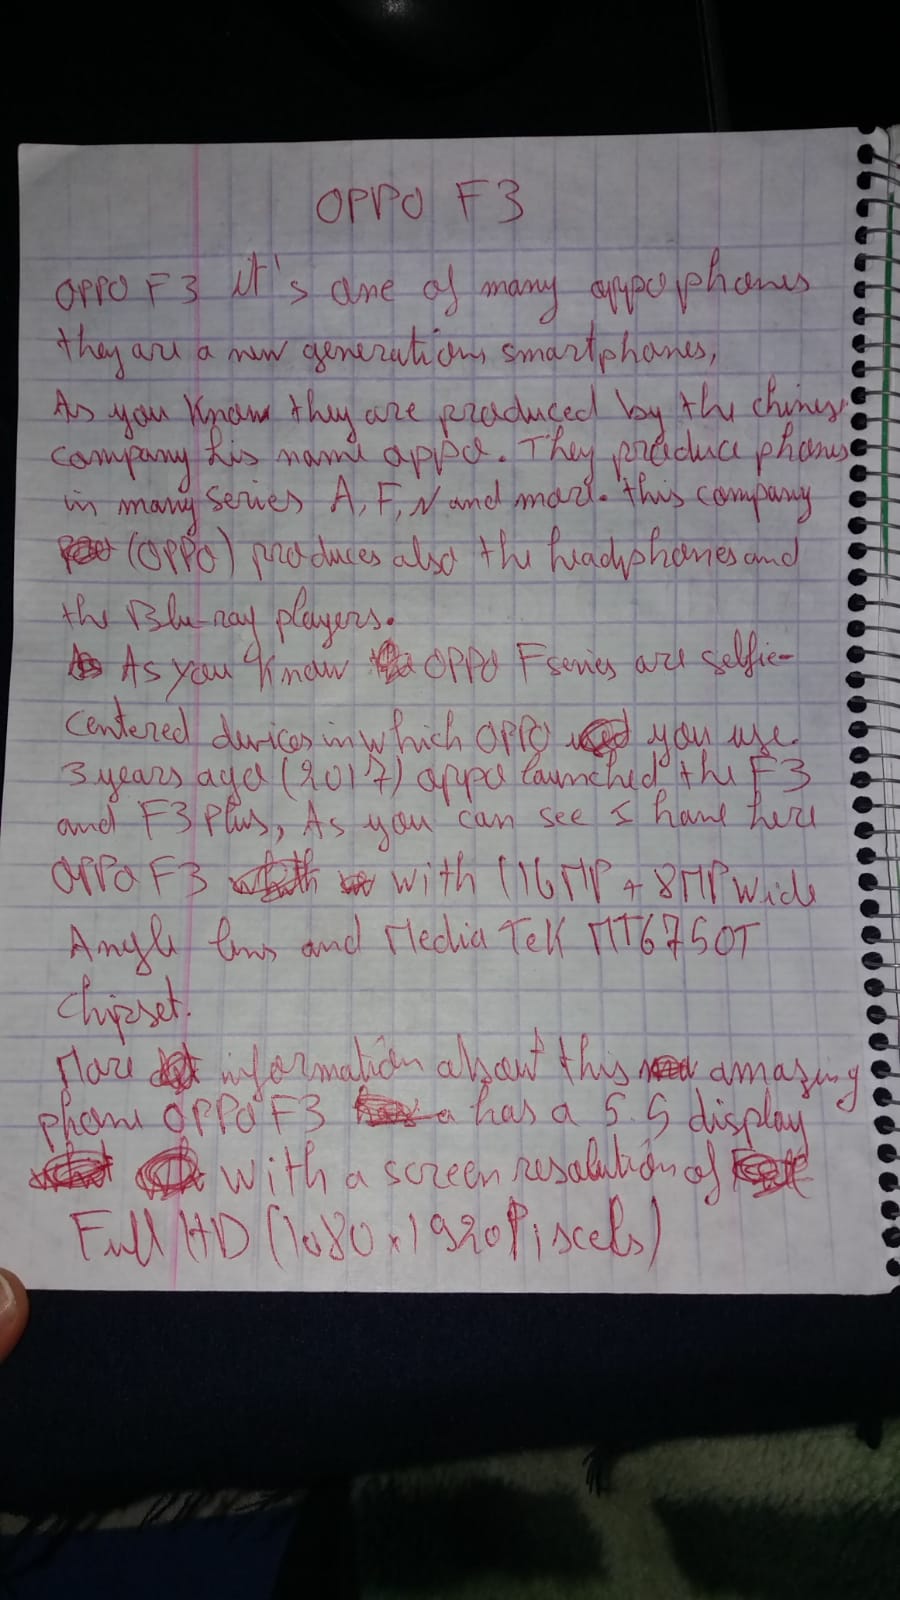 OPPO F3
OPPO F3 it's one of many oppo phones
they are a new generation smartphones,
As you Know they are produced by the chinese
company his name oppo. They produce phones
in many series A, F, N and more. this company
(OPPO) produces also the headphones and
the Blu-ray players.
As you Know OPPO F series are selfie-
Centered devices in which OPPO you use.
3 years ago (2017) oppo launched the F3
and F3 Plus, As you can see I have here
OPPO F3 with (16MP + 8MP Wide
Angle lens and Media TeK MT6750T
Chipset.
More information about this amazing
phone OPPO F3 a has a 5.5 display
with a screen resolution of
Full HD (1080 x 1920 Piscels)